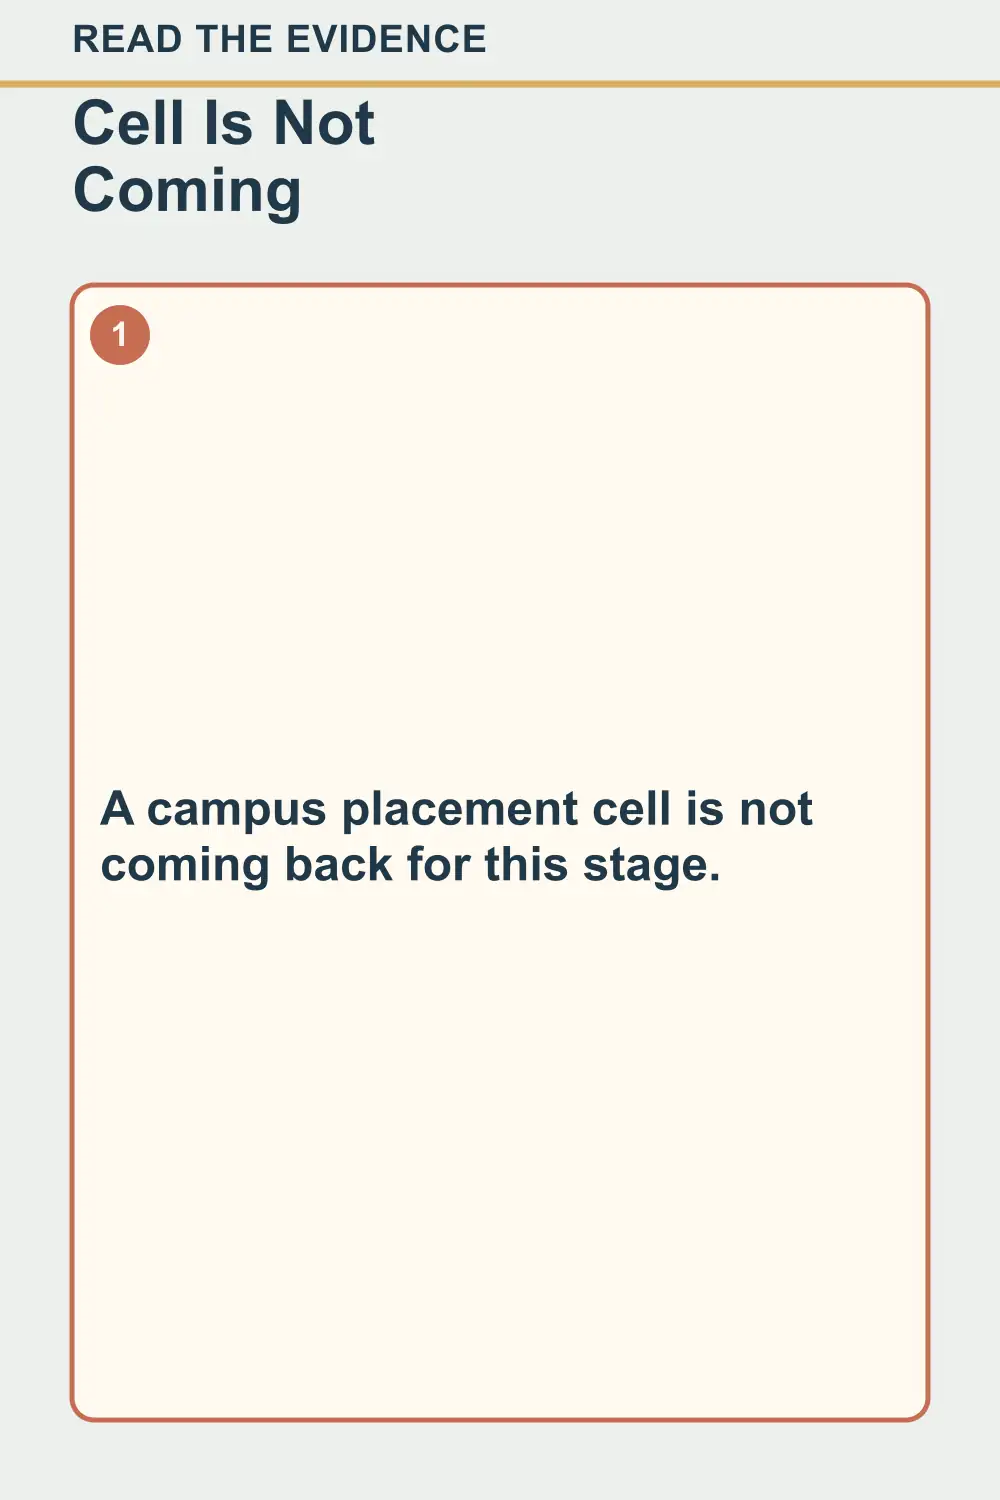 READ THE EVIDENCE
Cell Is Not
Coming
1
A campus placement cell is not
coming back for this stage.